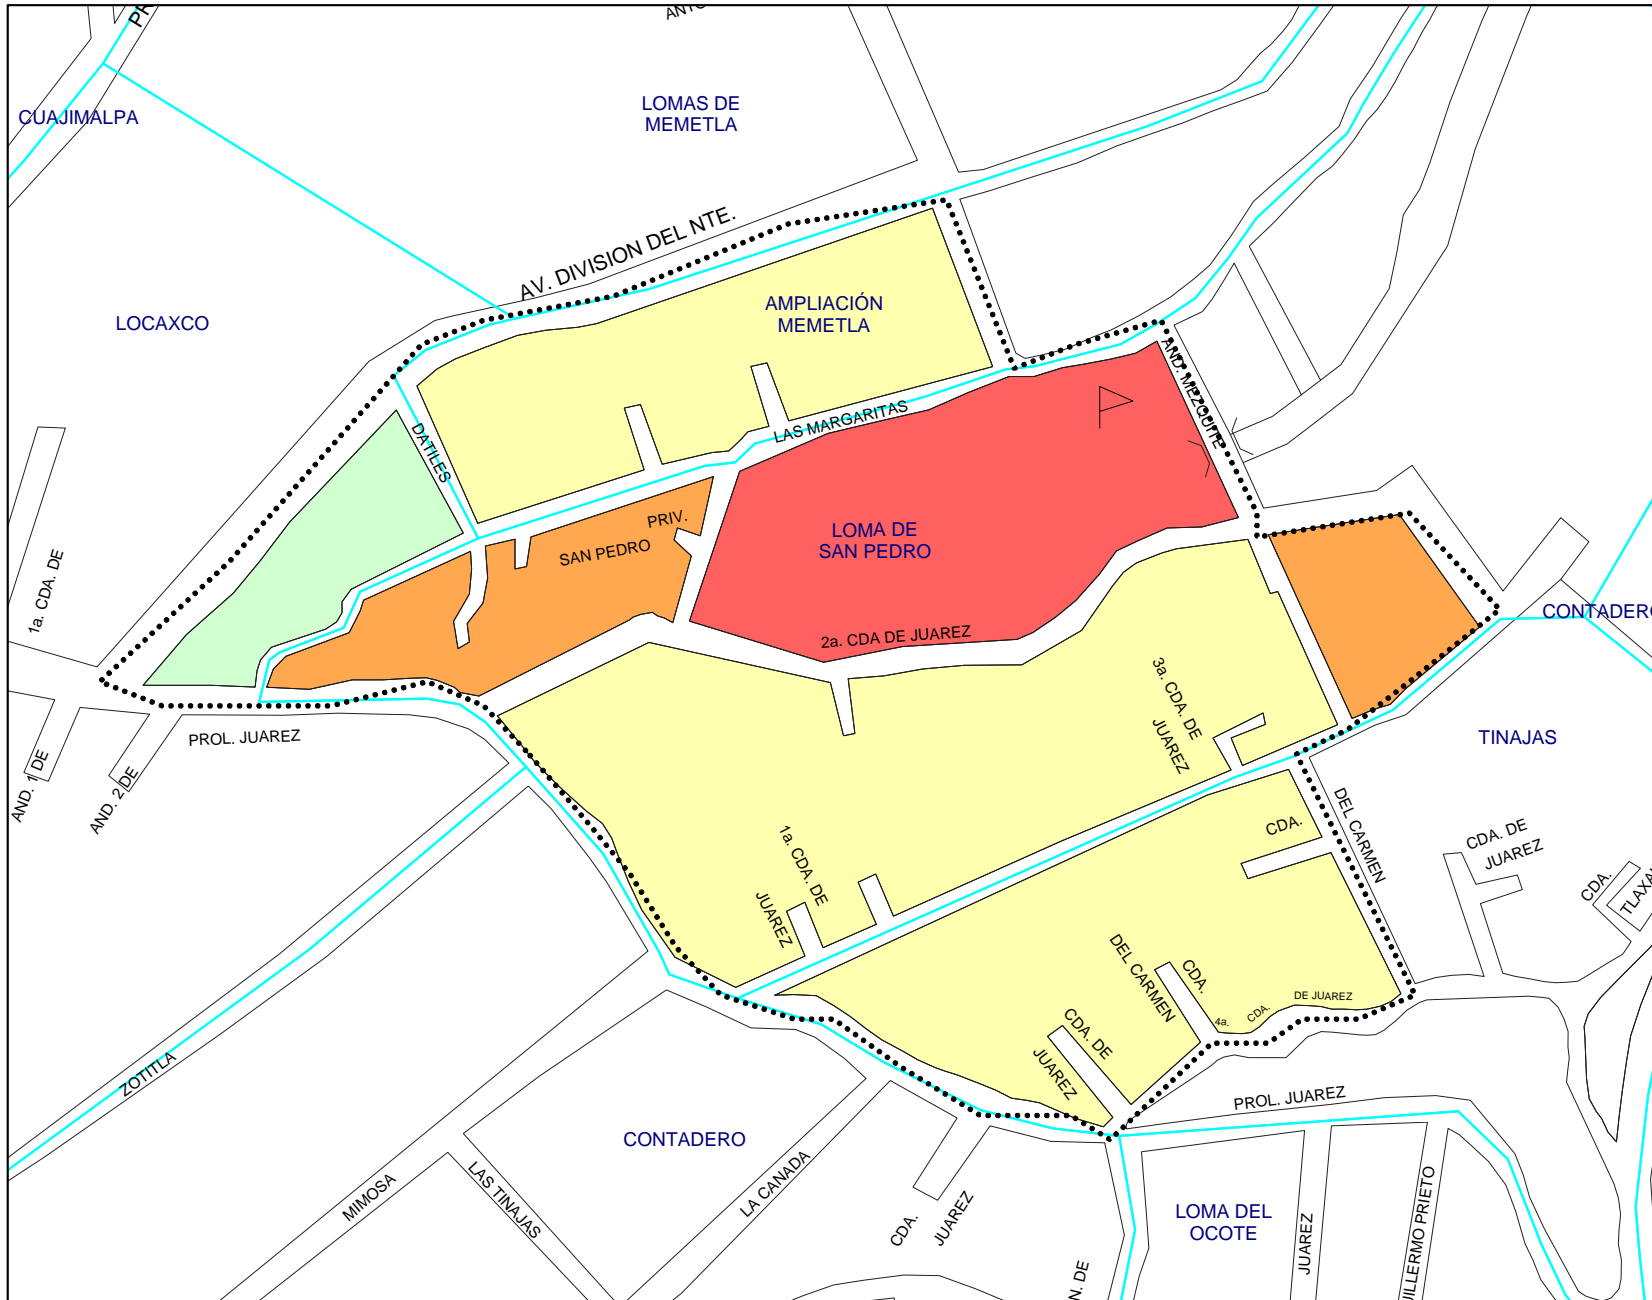 CUAJIMALPA
LOMAS DE
MEMETLA
AV. DIVISION DEL NTE.
LOCAXCO
AMPLIACIÓN
MEMETLA
AND. MEZQUITE
LAS MARGARITAS
DATILES
PRIV.
SAN PEDRO
LOMA DE
SAN PEDRO
1a. CDA. DE
CONTADERO
2a. CDA DE JUAREZ
3a. CDA. DE
JUAREZ
PROL. JUAREZ
TINAJAS
AND. 1 DE
AND. 2 DE
DEL CARMEN
CDA.
CDA. DE
JUAREZ
1a. CDA. DE
JUAREZ
CDA.
DEL CARMEN
CDA.
4a.
CDA.
DE JUAREZ
CDA. DE
JUAREZ
ZOTITLA
PROL. JUAREZ
CONTADERO
MIMOSA
LAS TINAJAS
LA CANADA
CDA.
JUAREZ
LOMA DEL
OCOTE
JUAREZ